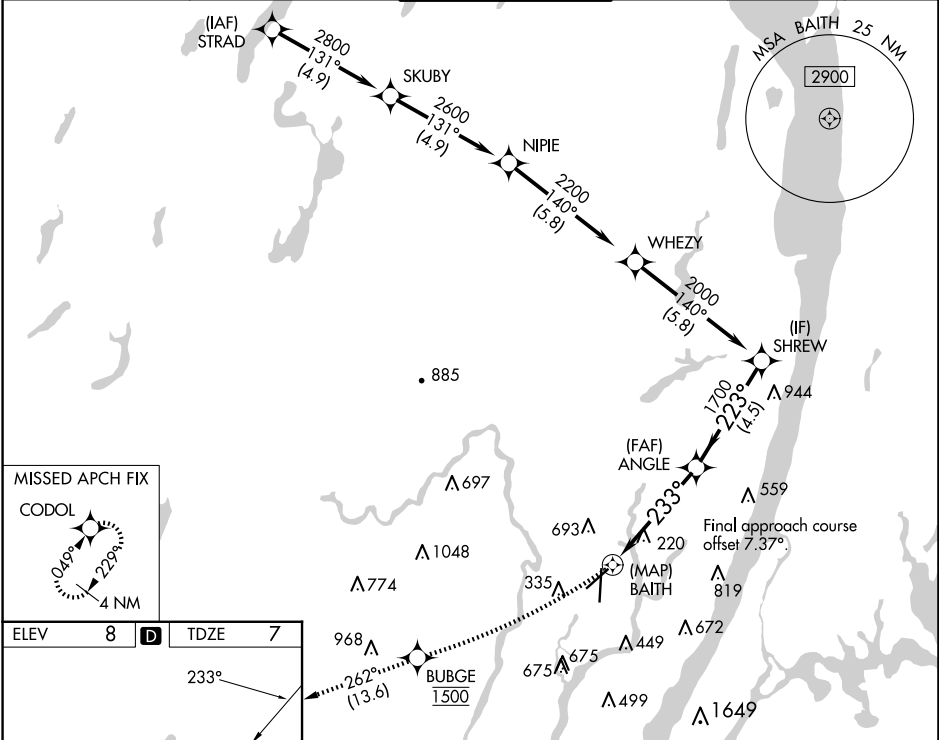 (IAF)
STRAD
2800
131°
(4.9)
SKUBY
2600
131°
(4.9)
NIPIE
2200
140°
(5.8)
WHEZY
2000
140°
(5.8)
(IF)
SHREW
MSA BAITH 25 NM
2900
944
1700
223°
(4.5)
885
(FAF)
ANGLE
233°
559
697
693
220
Final approach course
offset 7.37°.
(MAP)
BAITH
1048
774
335
819
MISSED APCH FIX
CODOL
049°
229°
4 NM
968
449
672
675
675
BUBGE
1500
262°
(13.6)
499
1649
ELEV 8 D TDZE 7
233°